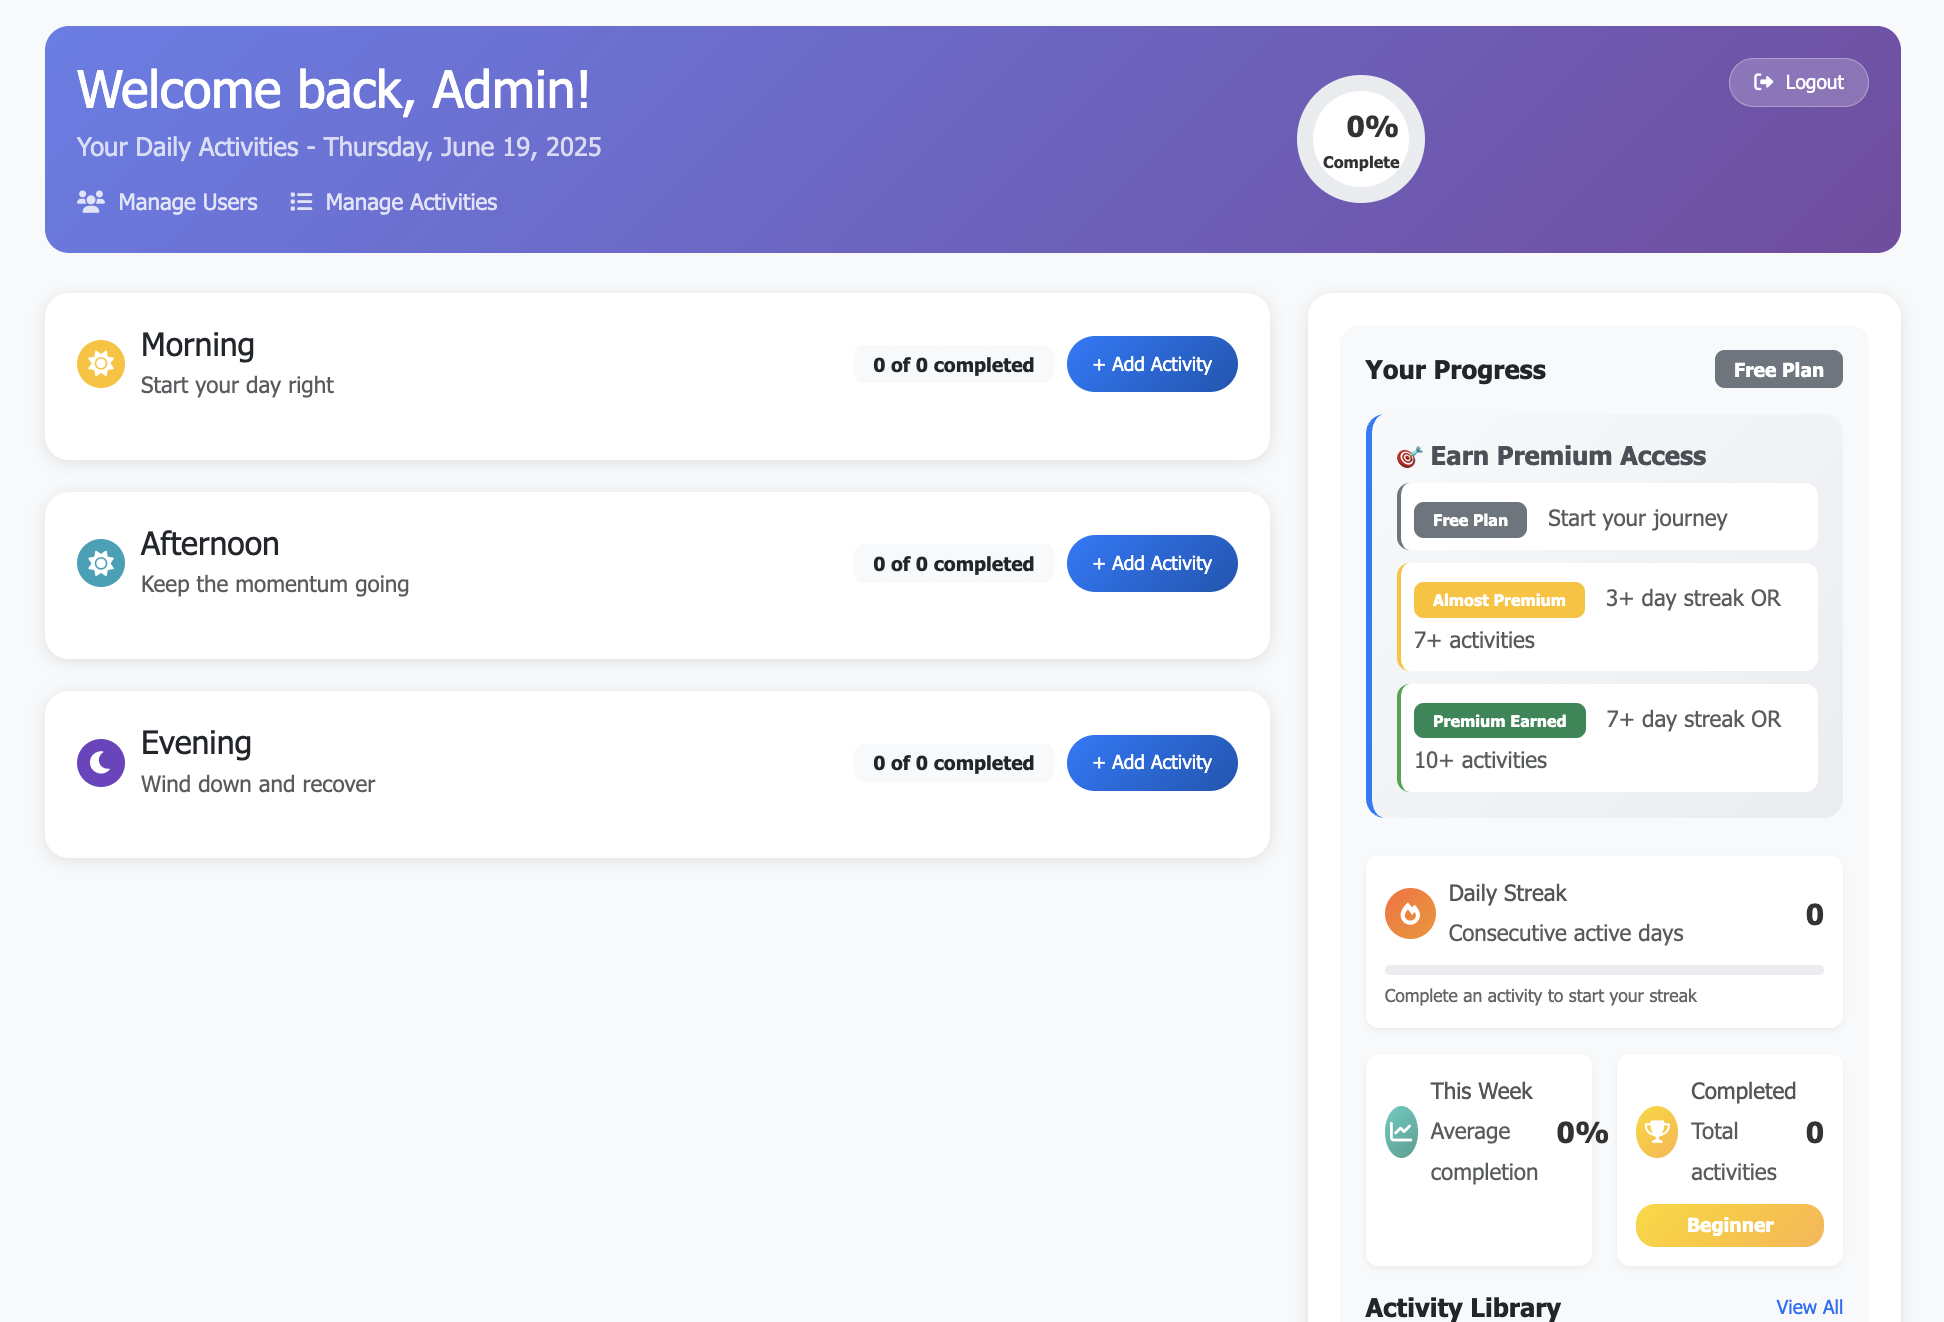 Welcome back, Admin!
Your Daily Activities - Thursday, June 19, 2025
Manage Users
Manage Activities
0%
Complete
Logout
Morning
Start your day right
0 of 0 completed
+ Add Activity
Afternoon
Keep the momentum going
0 of 0 completed
+ Add Activity
Evening
Wind down and recover
0 of 0 completed
+ Add Activity
Your Progress
Free Plan
🎯 Earn Premium Access
Free Plan Start your journey
Almost Premium 3+ day streak OR
7+ activities
Premium Earned 7+ day streak OR
10+ activities
Daily Streak
Consecutive active days
0
Complete an activity to start your streak
This Week
Average
completion
0%
Completed
Total
activities
0
Beginner
Activity Library
View All